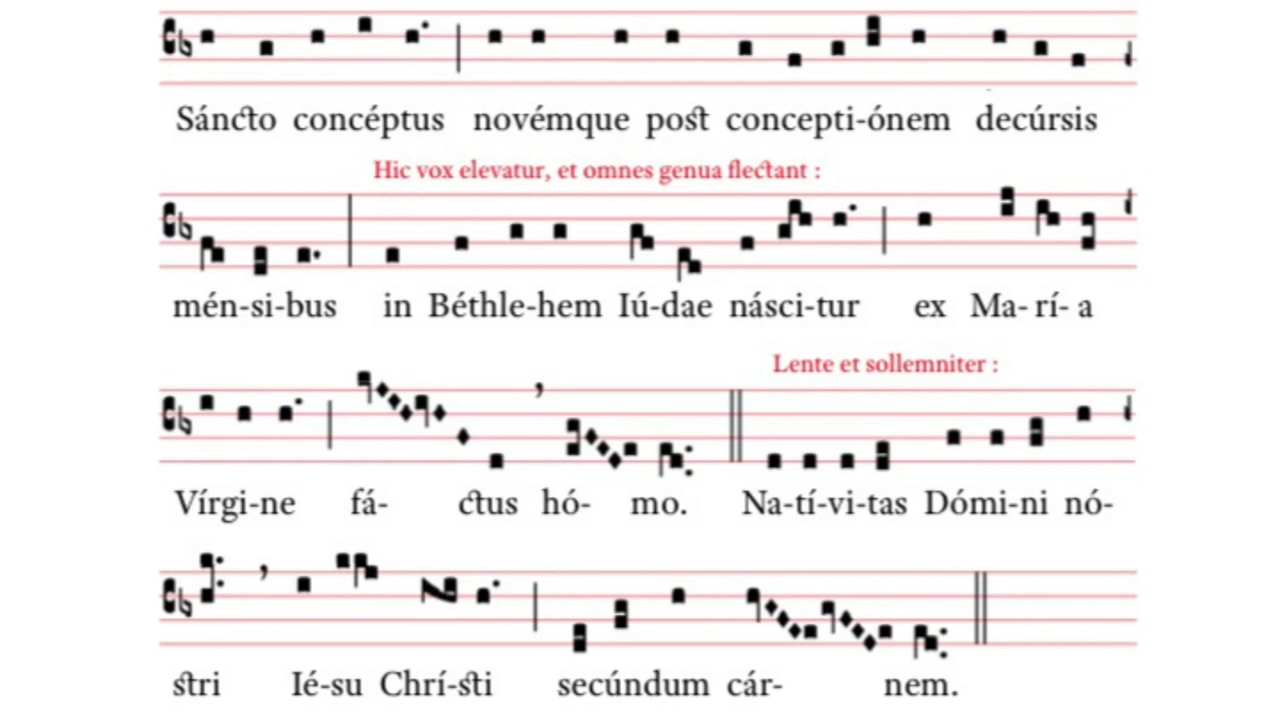 Sáncto concéptus novémque post concepti-ónem decúrsis
Hic vox elevatur, et omnes genua flectant :
mén-si-bus in Béthle-hem Iú-dae násci-tur ex Ma- rí- a
Lente et sollemniter :
Vírgi-ne fá- ctus hó- mo. Na-tí-vi-tas Dómi-ni nó-
stri Ié-su Chrí-sti secúndum cár- nem.